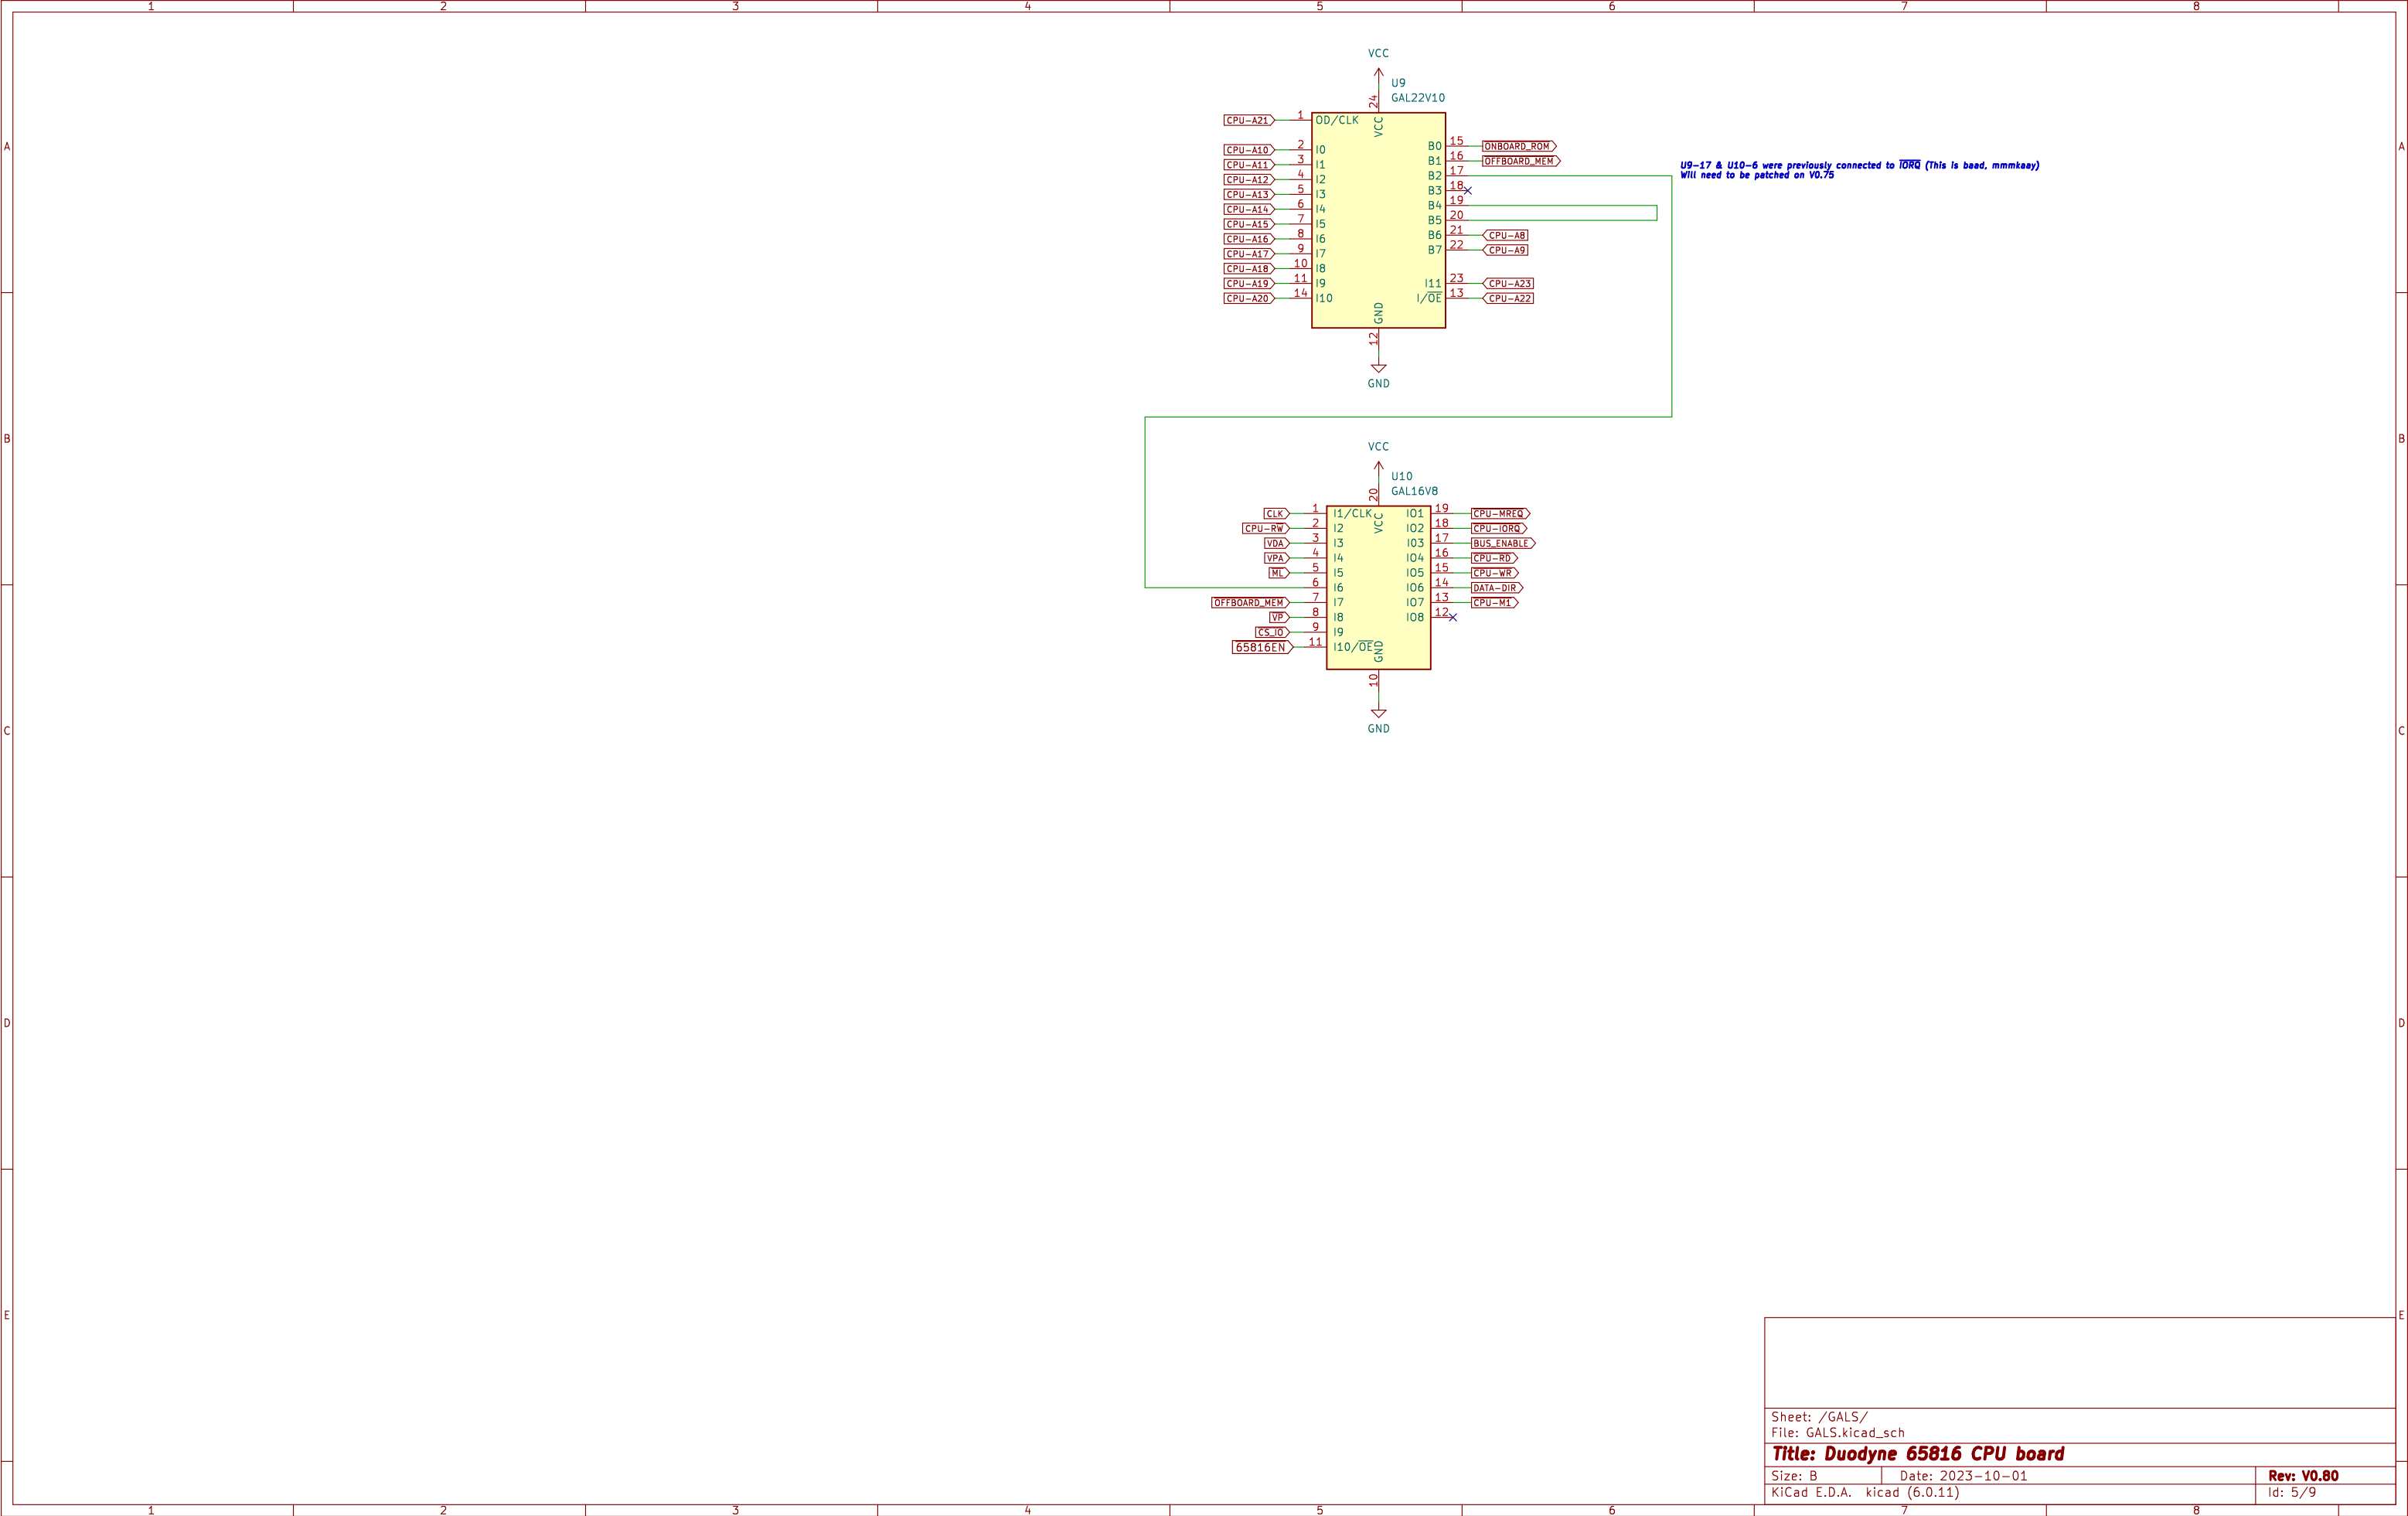 1 2 3 4 5 6 7 8
VCC
U9
GAL22V10
24
VCC
CPU-A21 1 OD/CLK
B0 15 ONBOARD_ROM
A A
CPU-A10 2 I0
B1 16 OFFBOARD_MEM
CPU-A11 3 I1
U9-17 & U10-6 were previously connected to IORQ (This is baad, mmmkaay)
Will need to be patched on V0.75
B2 17
CPU-A12 4 I2
B3 18
CPU-A13 5 I3
B4 19
CPU-A14 6 I4
B5 20
CPU-A15 7 I5
B6 21 CPU-A8
CPU-A16 8 I6
B7 22 CPU-A9
CPU-A17 9 I7
CPU-A18 10 I8
CPU-A19 11 I9
I11 23 CPU-A23
CPU-A20 14 I10
I/OE 13 CPU-A22
GND
12
GND
B B
VCC
U10
GAL16V8
20
VCC
CLK 1 I1/CLK IO1 19 CPU-MREQ
CPU-RW 2 I2 IO2 18 CPU-IORQ
VDA 3 I3 I03 17 BUS_ENABLE
VPA 4 I4 IO4 16 CPU-RD
ML 5 I5 IO5 15 CPU-WR
6 I6 IO6 14 DATA-DIR
OFFBOARD_MEM 7 I7 IO7 13 CPU-M1
VP 8 I8 IO8 12
CS_IO 9 I9
65816EN 11 I10/OE
GND
10
GND
C C
D D
E E
Sheet: /GALS/
File: GALS.kicad_sch
Title: Duodyne 65816 CPU board
Size: B Date: 2023-10-01 Rev: V0.80
KiCad E.D.A. kicad (6.0.11) Id: 5/9
1 2 3 4 5 6 7 8